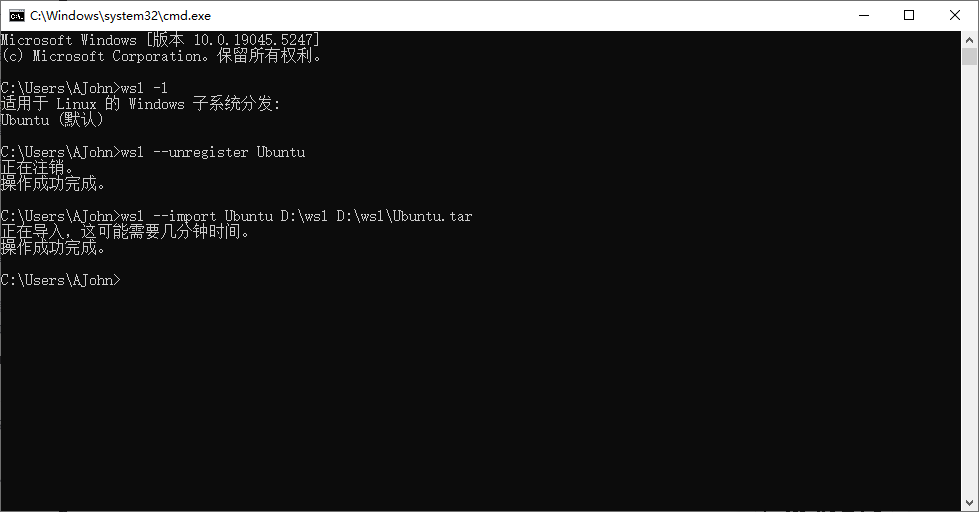 C:\Windows\system32\cmd.exe
Microsoft Windows [版本 10.0.19045.5247]
(c) Microsoft Corporation。保留所有权利。
C:\Users\AJohn>wsl -l
适用于 Linux 的 Windows 子系统分发:
Ubuntu (默认)
C:\Users\AJohn>wsl --unregister Ubuntu
正在注销。
操作成功完成。
C:\Users\AJohn>wsl --import Ubuntu D:\wsl D:\wsl\Ubuntu.tar
正在导入，这可能需要几分钟时间。
操作成功完成。
C:\Users\AJohn>